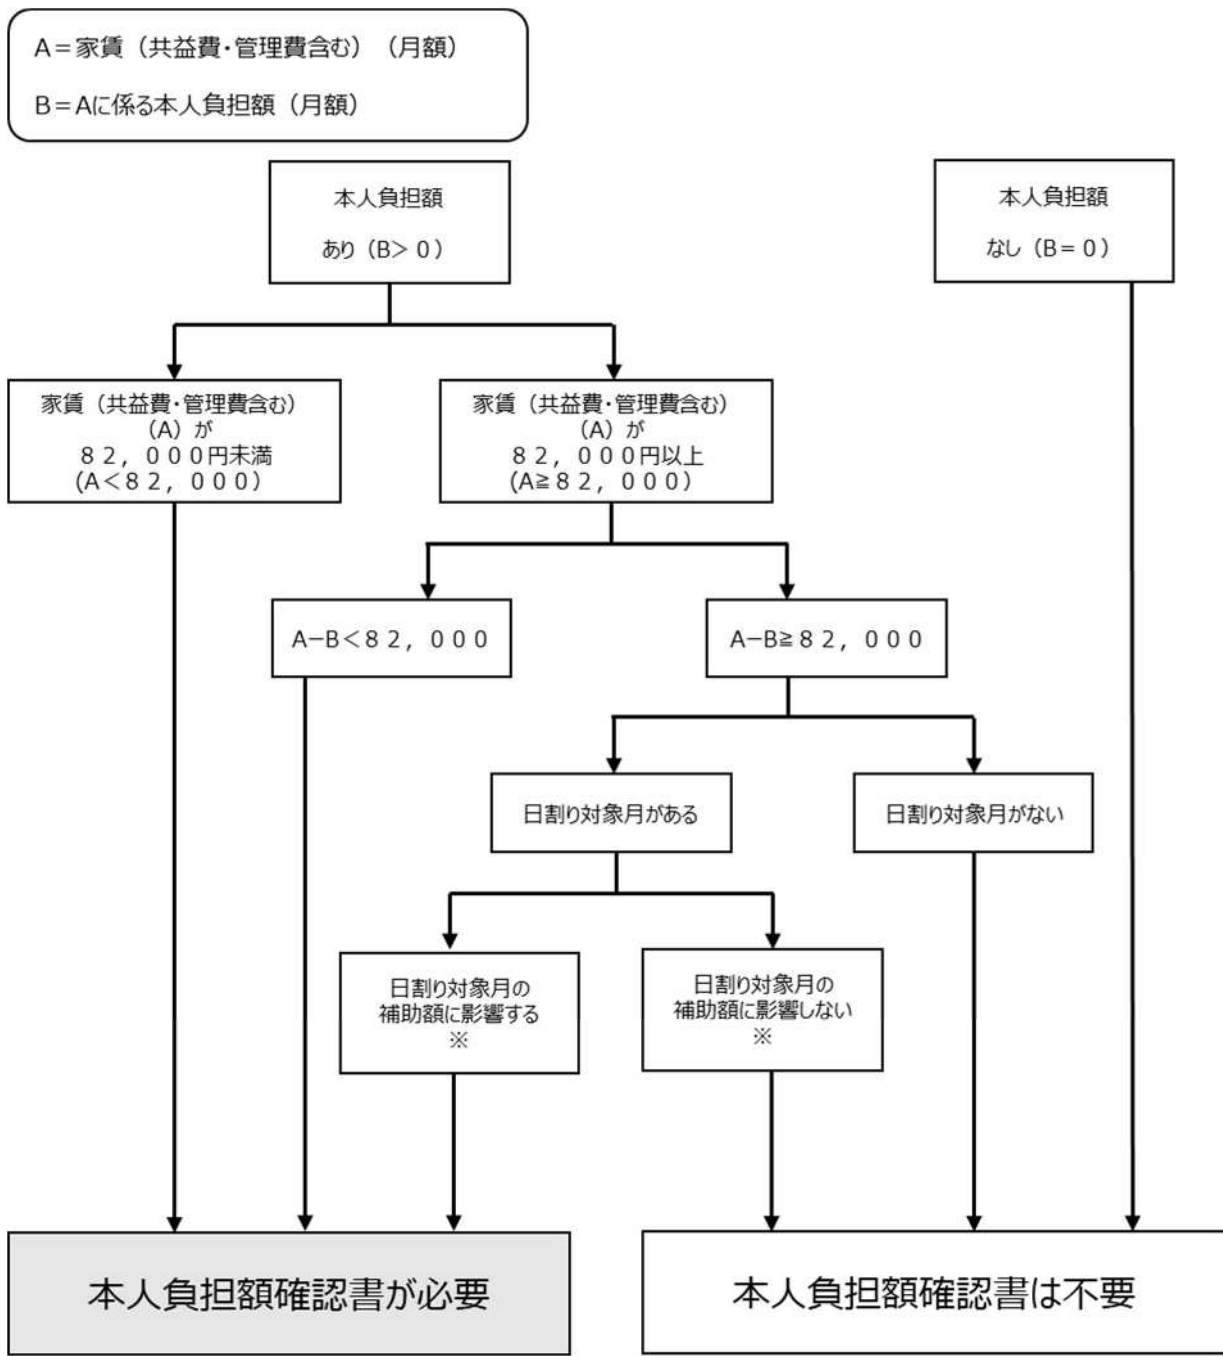 A＝家賃（共益費・管理費含む）（月額）
B＝Aに係る本人負担額（月額）
本人負担額
あり（B＞０）
本人負担額
なし（B＝０）
家賃（共益費・管理費含む）
（A）が
８２，０００円未満
(A＜８２，０００）
家賃（共益費・管理費含む）
（A）が
８２，０００円以上
(A≧８２，０００）
A－B＜８２，０００
A－B≧８２，０００
日割り対象月がある
日割り対象月がない
日割り対象月の
補助額に影響する
※
日割り対象月の
補助額に影響しない
※
本人負担額確認書が必要
本人負担額確認書は不要